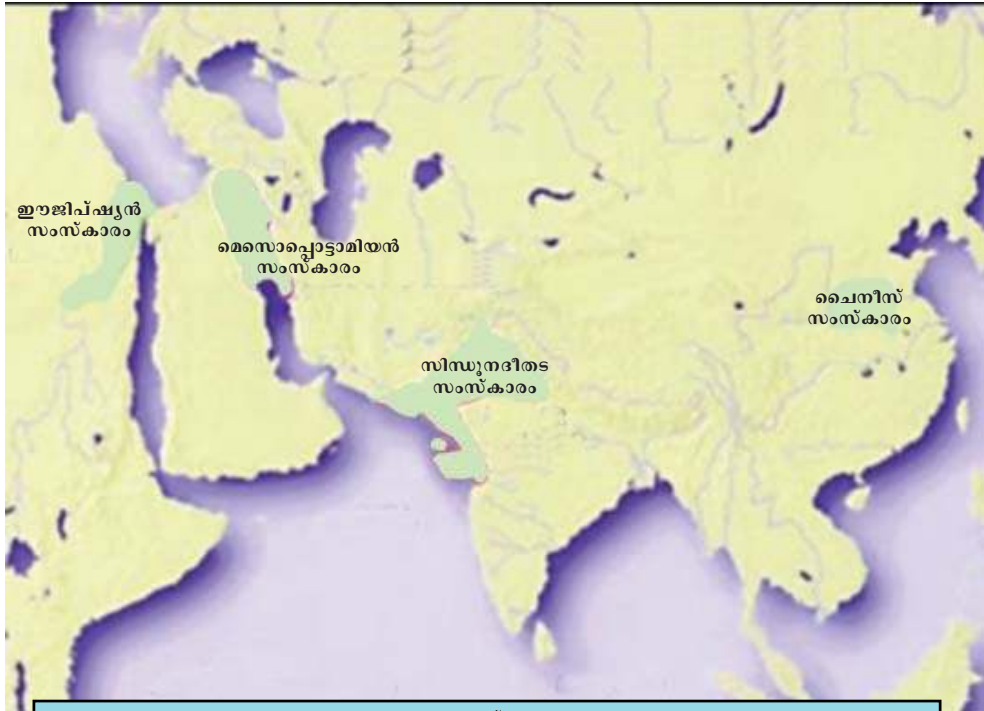 ഈജിപ്ഷ്യൻ
സംസ്കാരം
മെസൊപ്പൊട്ടാമിയൻ
സംസ്കാരം
ചൈനീസ്
സംസ്കാരം
സിന്ധൂനദീതട
സംസ്കാരം